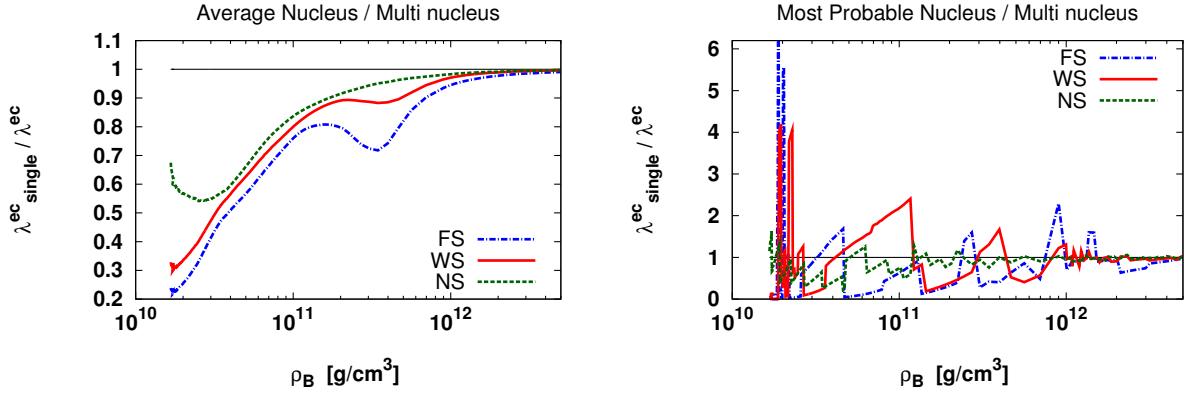 Average Nucleus / Multi nucleus
λ^ec_single / λ^ec
1.1
1
0.9
0.8
0.7
0.6
0.5
0.4
0.3
0.2
FS
WS
NS
10^10
10^11
10^12
ρ_B [g/cm^3]
Most Probable Nucleus / Multi nucleus
λ^ec_single / λ^ec
6
5
4
3
2
1
0
FS
WS
NS
10^10
10^11
10^12
ρ_B [g/cm^3]